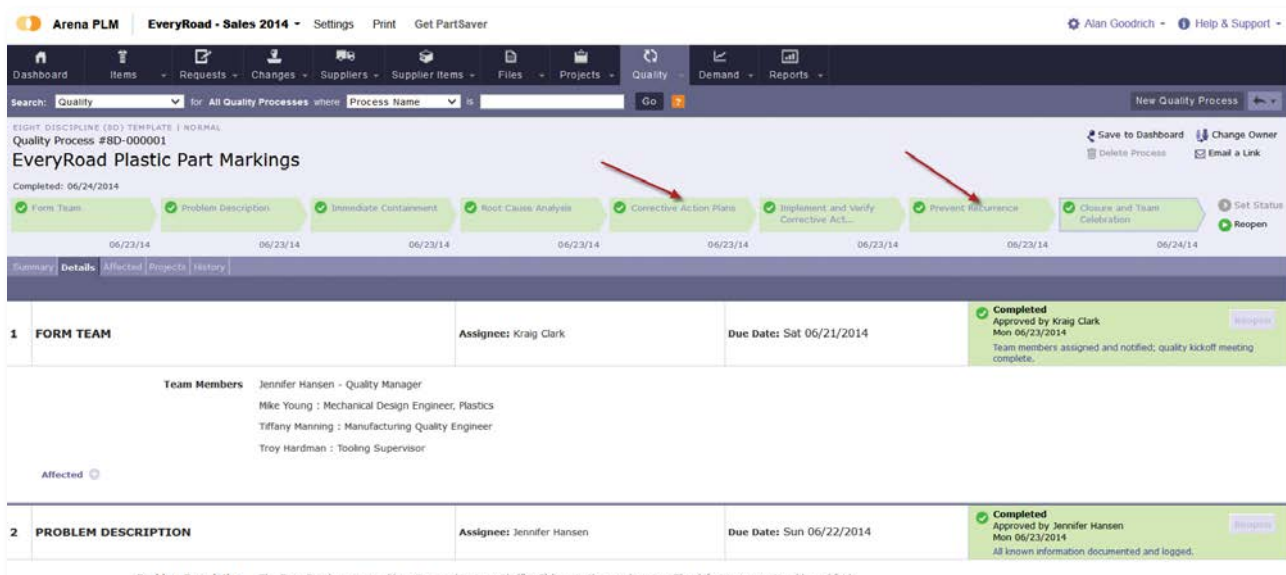 Arena PLM EveryRoad - Sales 2014 Settings Print Get PartSaver Alan Goodrich Help & Support
Dashboard Items Requests Changes Suppliers Supplier Items Files Projects Quality Demand Reports
Search: Quality for All Quality Processes where Process Name is Go ? New Quality Process
EIGHT DISCIPLINE (8D) TEMPLATE | NORMAL
Quality Process #8D-000001
EveryRoad Plastic Part Markings
Save to Dashboard Change Owner
Delete Process Email a Link
Completed: 06/24/2014
Form Team Problem Description Immediate Containment Root Cause Analysis Corrective Action Plans Implement and Verify Corrective Act... Prevent Recurrence Closure and Team Celebration
Set Status
Reopen
06/23/14 06/23/14 06/23/14 06/23/14 06/23/14 06/23/14 06/23/14 06/24/14
Summary Details Affected Projects History
1 FORM TEAM Assignee: Kraig Clark Due Date: Sat 06/21/2014
Completed
Approved by Kraig Clark
Mon 06/23/2014
Team members assigned and notified; quality kickoff meeting complete.
Reopen
Team Members Jennifer Hansen - Quality Manager
Mike Young : Mechanical Design Engineer, Plastics
Tiffany Manning : Manufacturing Quality Engineer
Troy Hardman : Tooling Supervisor
Affected
2 PROBLEM DESCRIPTION Assignee: Jennifer Hansen Due Date: Sun 06/22/2014
Completed
Approved by Jennifer Hansen
Mon 06/23/2014
All known information documented and logged.
Reopen